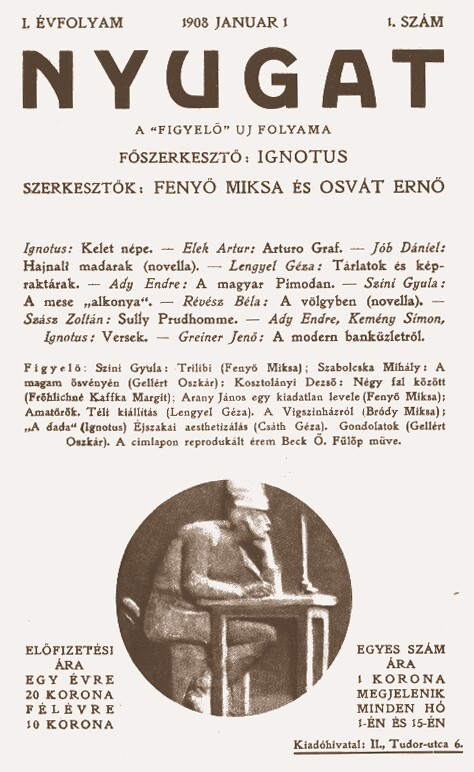 I. ÉVFOLYAM 1908 JANUAR 1 1. SZÁM
NYUGAT
A "FIGYELŐ" UJ FOLYAMA
FŐSZERKESZTŐ: IGNOTUS
SZERKESZTŐK: FENYŐ MIKSA ÉS OSVÁT ERNŐ
Ignotus: Kelet népe. — Elek Artur: Arturo Graf. — Jób Dániel:
Hajnali madarak (novella). — Lengyel Géza: Tárlatok és kép-
raktárak. — Ady Endre: A magyar Pimodan. — Szini Gyula:
A mese „alkonya“. — Révész Béla: A völgyben (novella). —
Szász Zoltán: Sully Prudhomme. — Ady Endre, Kemény Simon,
Ignotus: Versek. — Greiner Jenő: A modern banküzletről.
Figyelő: Szini Gyula: Trilibi (Fenyő Miksa); Szabolcska Mihály: A
magam ösvényén (Gellért Oszkár); Kosztolányi Dezső: Négy fal között
(Fröhlichné Kaffka Margit); Arany János egy kiadatlan levele (Fenyő Miksa);
Amatőrök. Téli kiállítás (Lengyel Géza). A Vigszinházról (Bródy Miksa);
„A dada“ (Ignotus) Éjszakai aesthetizálás (Csáth Géza). Gondolatok (Gellért
Oszkár). A címlapon reprodukált érem Beck Ö. Fülöp műve.
ELŐFIZETÉSI
ÁRA
EGY ÉVRE
20 KORONA
FÉLÉVRE
10 KORONA
EGYES SZÁM
ÁRA
1 KORONA
MEGJELENIK
MINDEN HÓ
1-ÉN ÉS 15-ÉN
Kiadóhivatal: II., Tudor-utca 6.